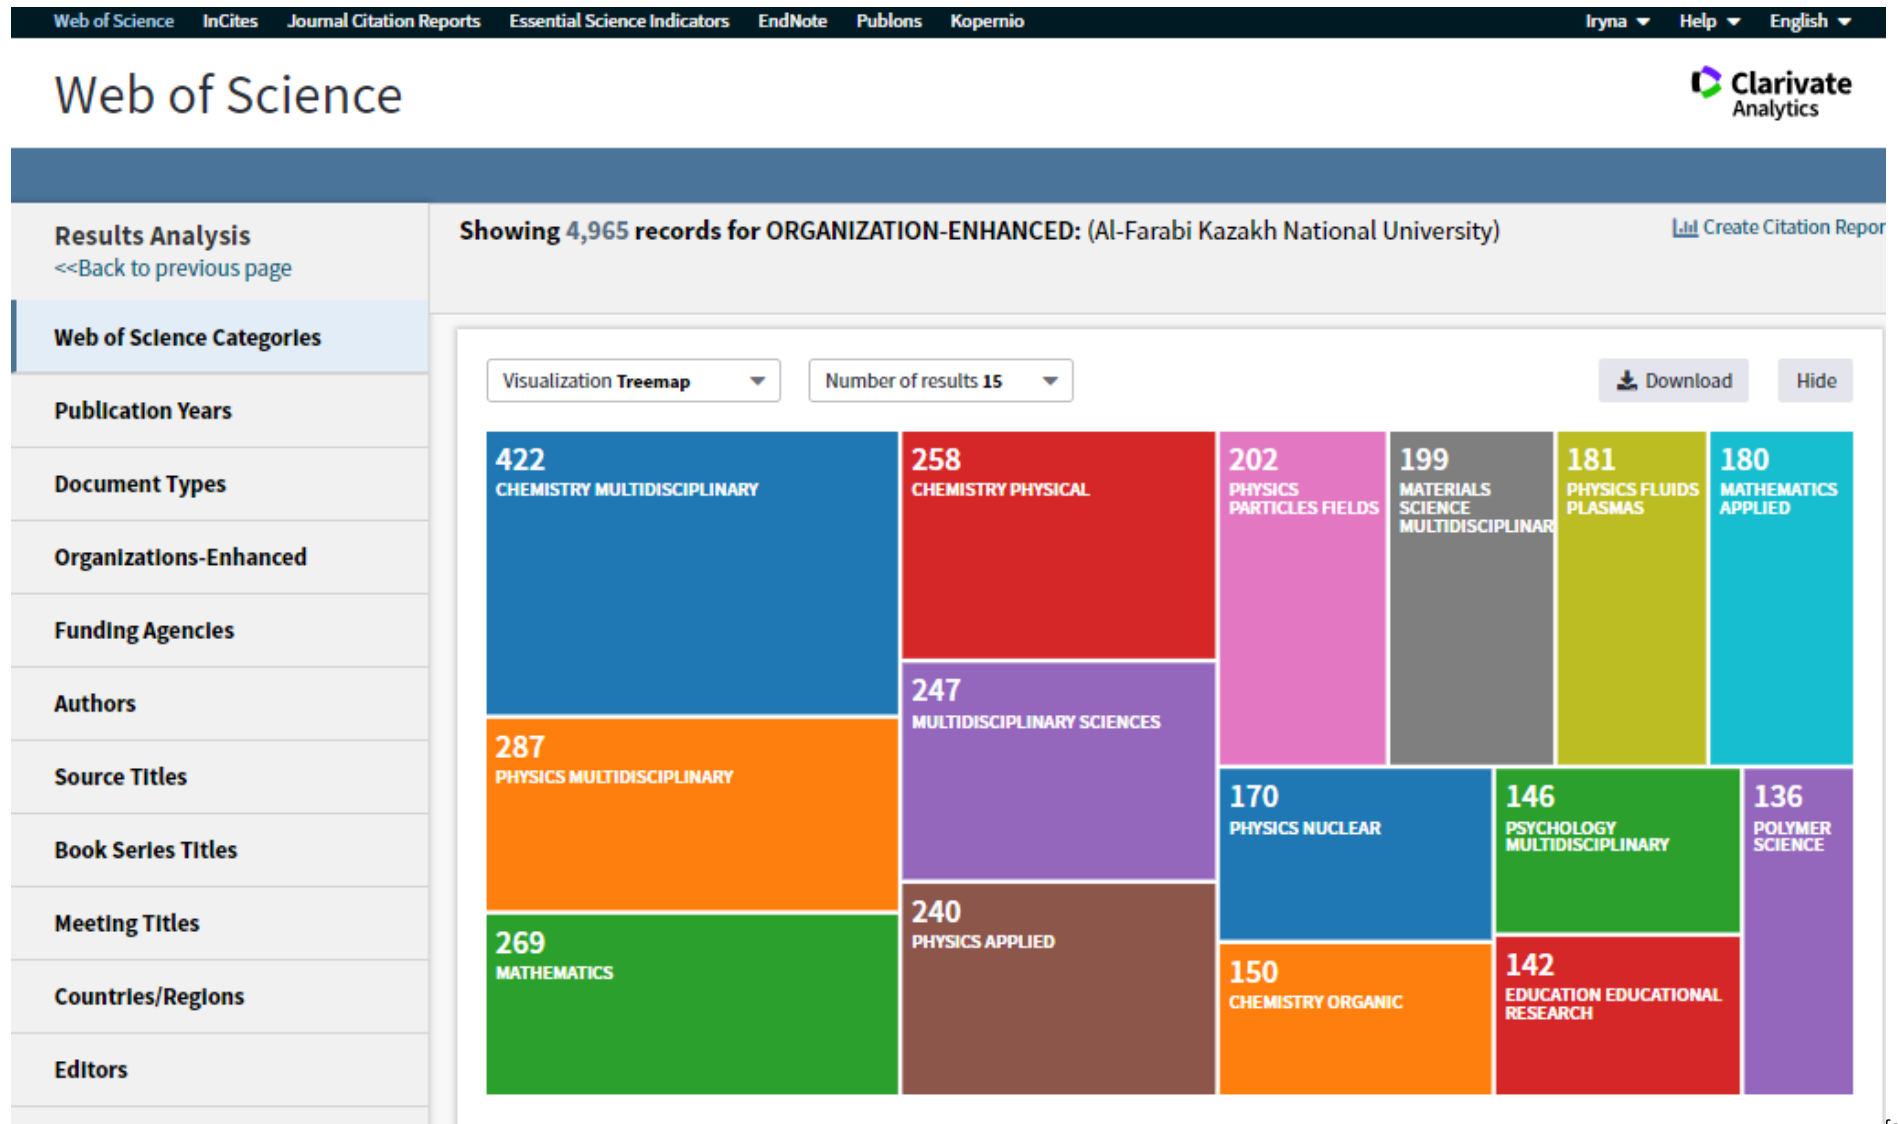 Web of Science InCites Journal Citation Reports Essential Science Indicators EndNote Publons Kopernio Iryna Help English
Web of Science
Clarivate
Analytics
Results Analysis
<<Back to previous page
Showing 4,965 records for ORGANIZATION-ENHANCED: (Al-Farabi Kazakh National University)
Create Citation Repor
Web of Science Categories
Publication Years
Document Types
Organizations-Enhanced
Funding Agencies
Authors
Source Titles
Book Series Titles
Meeting Titles
Countries/Regions
Editors
Visualization Treemap
Number of results 15
Download
Hide
422
CHEMISTRY MULTIDISCIPLINARY
287
PHYSICS MULTIDISCIPLINARY
269
MATHEMATICS
258
CHEMISTRY PHYSICAL
247
MULTIDISCIPLINARY SCIENCES
240
PHYSICS APPLIED
202
PHYSICS
PARTICLES FIELDS
199
MATERIALS
SCIENCE
MULTIDISCIPLINAR
181
PHYSICS FLUIDS
PLASMAS
180
MATHEMATICS
APPLIED
170
PHYSICS NUCLEAR
150
CHEMISTRY ORGANIC
146
PSYCHOLOGY
MULTIDISCIPLINARY
142
EDUCATION EDUCATIONAL
RESEARCH
136
POLYMER
SCIENCE